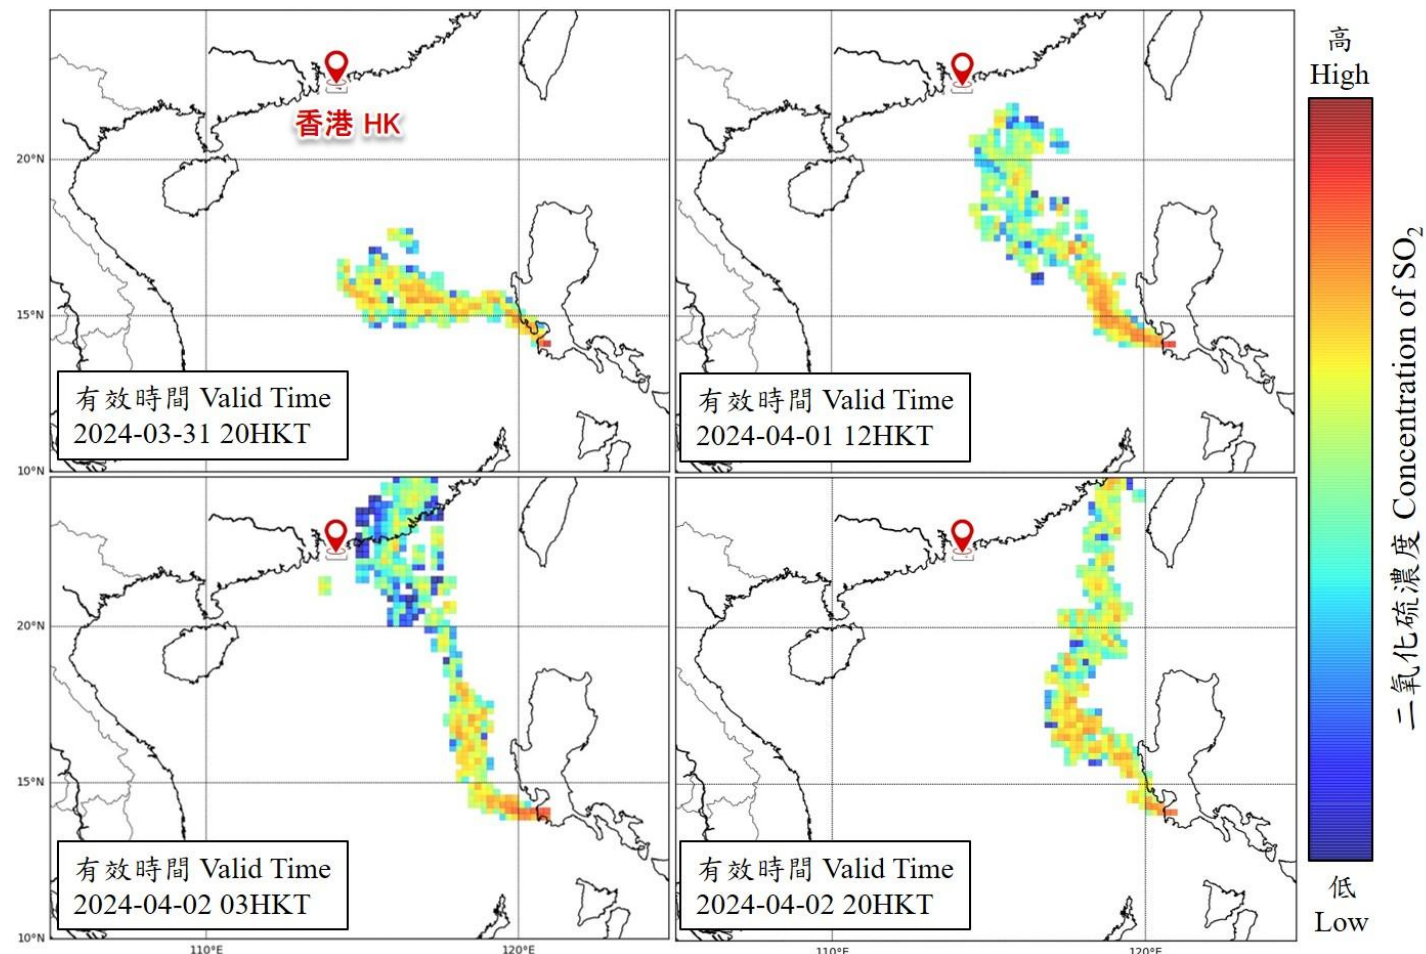 香港 HK
20°N
15°N
10°N
有效時間 Valid Time
2024-03-31 20HKT
有效時間 Valid Time
2024-04-01 12HKT
20°N
15°N
10°N
110°E
120°E
有效時間 Valid Time
2024-04-02 03HKT
110°E
120°E
有效時間 Valid Time
2024-04-02 20HKT
高
High
二氧化硫濃度 Concentration of SO₂
低
Low